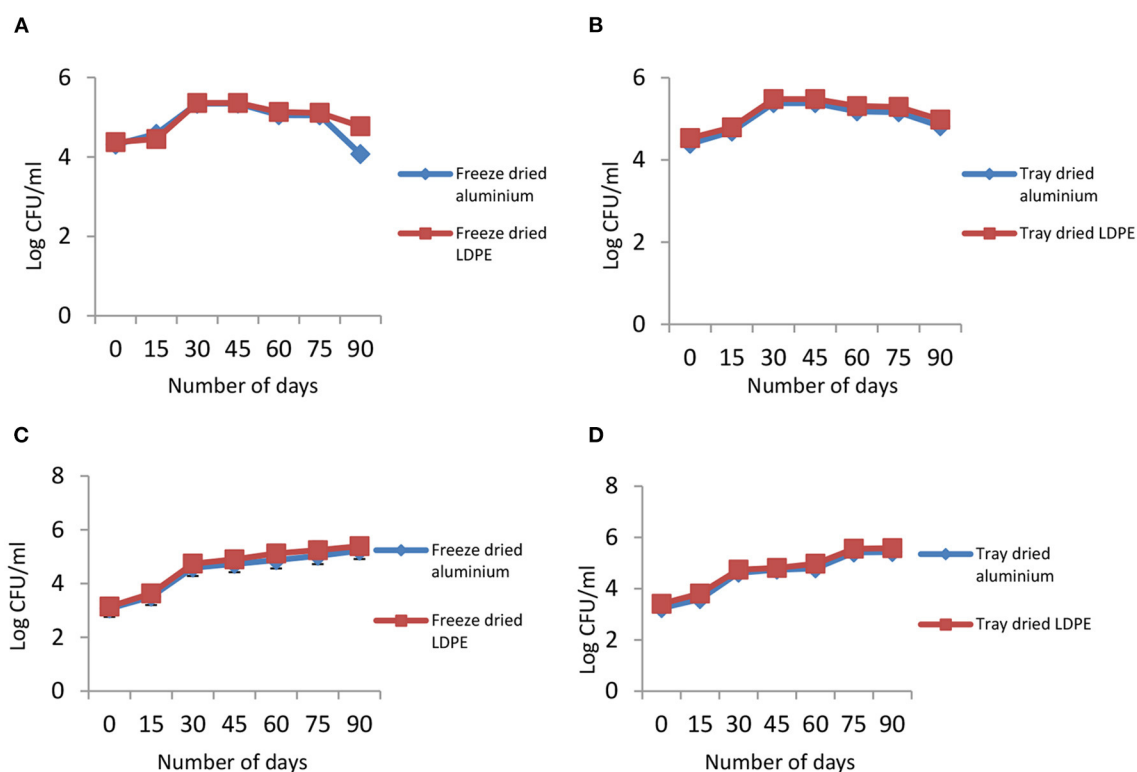 A
6
4
2
0
Log CFU/ml
0 15 30 45 60 75 90
Number of days
Freeze dried
aluminium
Freeze dried
LDPE
B
6
4
2
0
Log CFU/ml
0 15 30 45 60 75 90
Number of days
Tray dried
aluminium
Tray dried LDPE
C
8
6
4
2
0
Log CFU/ml
0 15 30 45 60 75 90
Number of days
Freeze dried
aluminium
Freeze dried
LDPE
D
8
6
4
2
0
Log CFU/ml
0 15 30 45 60 75 90
Number of days
Tray dried
aluminium
Tray dried LDPE